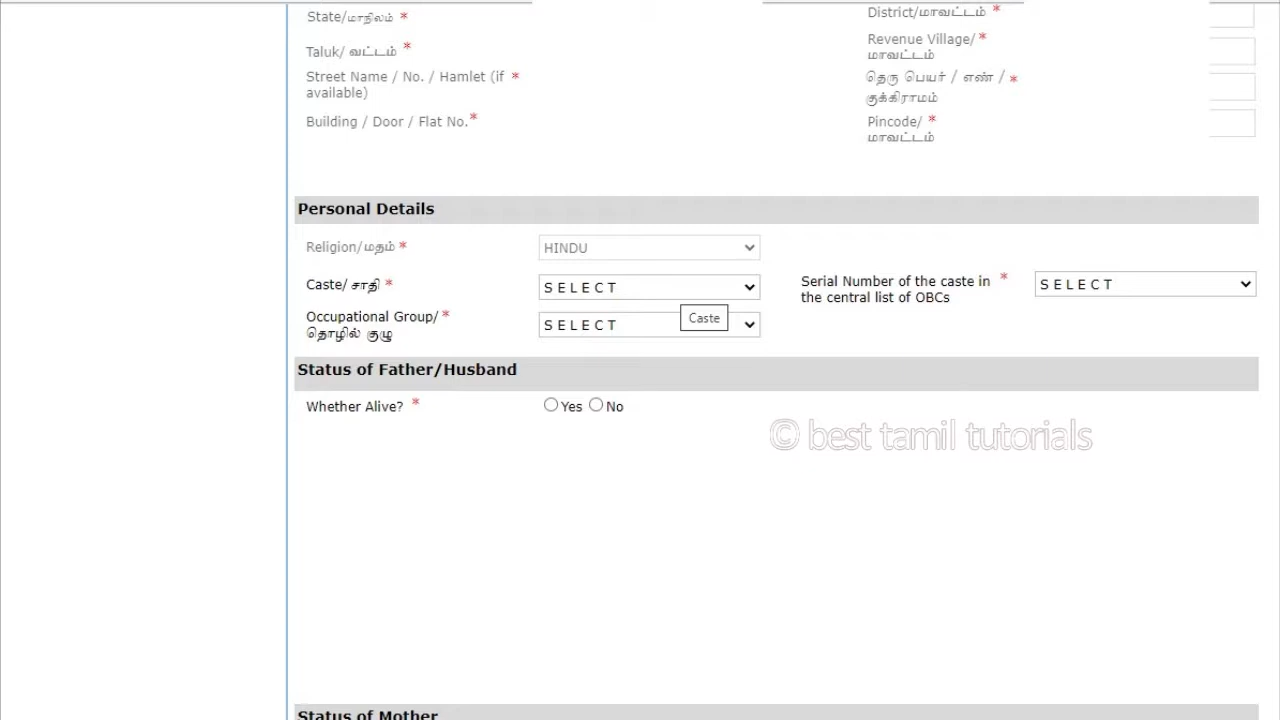 State/மாநிலம் *
District/மாவட்டம் *
Taluk/ வட்டம் *
Revenue Village/ *
மாவட்டம்
Street Name / No. / Hamlet (if *
available)
தெரு பெயர் / எண் / *
குக்கிராமம்
Building / Door / Flat No.*
Pincode/ *
மாவட்டம்
Personal Details
Religion/மதம் *
HINDU
Caste/ சாதி *
SELECT
Serial Number of the caste in *
the central list of OBCs
SELECT
Occupational Group/ *
தொழில் குழு
SELECT
Caste
Status of Father/Husband
Whether Alive? *
Yes No
© best tamil tutorials
Status of Mother